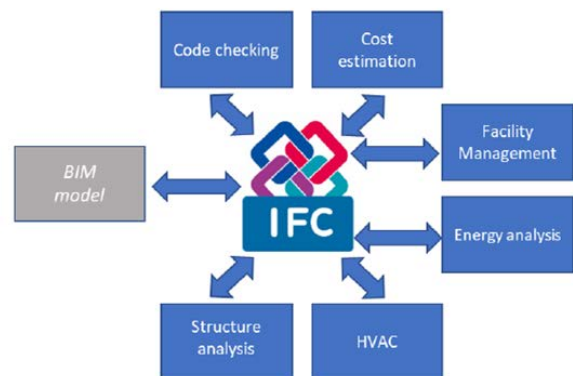 Code checking
Cost
estimation
Facility
Management
BIM
model
IFC
Energy analysis
Structure
analysis
HVAC